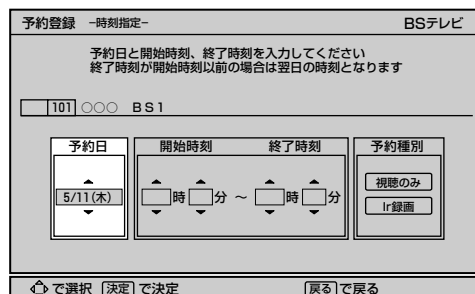 予約登録 -時刻指定- BSテレビ
予約日と開始時刻、終了時刻を入力してください
終了時刻が開始時刻以前の場合は翌日の時刻となります
101 ○○○ BS1
予約日 開始時刻 終了時刻 予約種別
5/11(木) 時 分 ～ 時 分 視聴のみ
Ir録画
で選択 決定 で決定 戻る で戻る